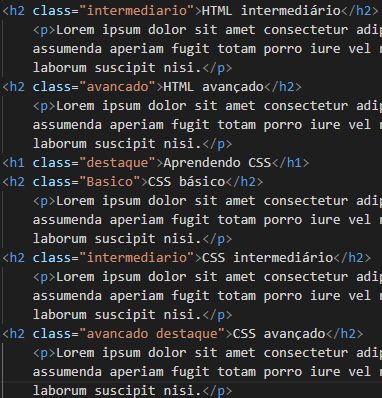 <h2 class="intermediario">HTML intermediário</h2>
<p>Lorem ipsum dolor sit amet consectetur
assumenda aperiam fugit totam porro iure vel
laborum suscipit nisi.</p>
<h2 class="avancado">HTML avançado</h2>
<p>Lorem ipsum dolor sit amet consectetur
assumenda aperiam fugit totam porro iure vel
laborum suscipit nisi.</p>
<h1 class="destaque">Aprendendo CSS</h1>
<h2 class="Basico">CSS básico</h2>
<p>Lorem ipsum dolor sit amet consectetur
assumenda aperiam fugit totam porro iure vel
laborum suscipit nisi.</p>
<h2 class="intermediario">CSS intermediário</h2>
<p>Lorem ipsum dolor sit amet consectetur
assumenda aperiam fugit totam porro iure vel
laborum suscipit nisi.</p>
<h2 class="avancado destaque">CSS avançado</h2>
<p>Lorem ipsum dolor sit amet consectetur
assumenda aperiam fugit totam porro iure vel
laborum suscipit nisi.</p>